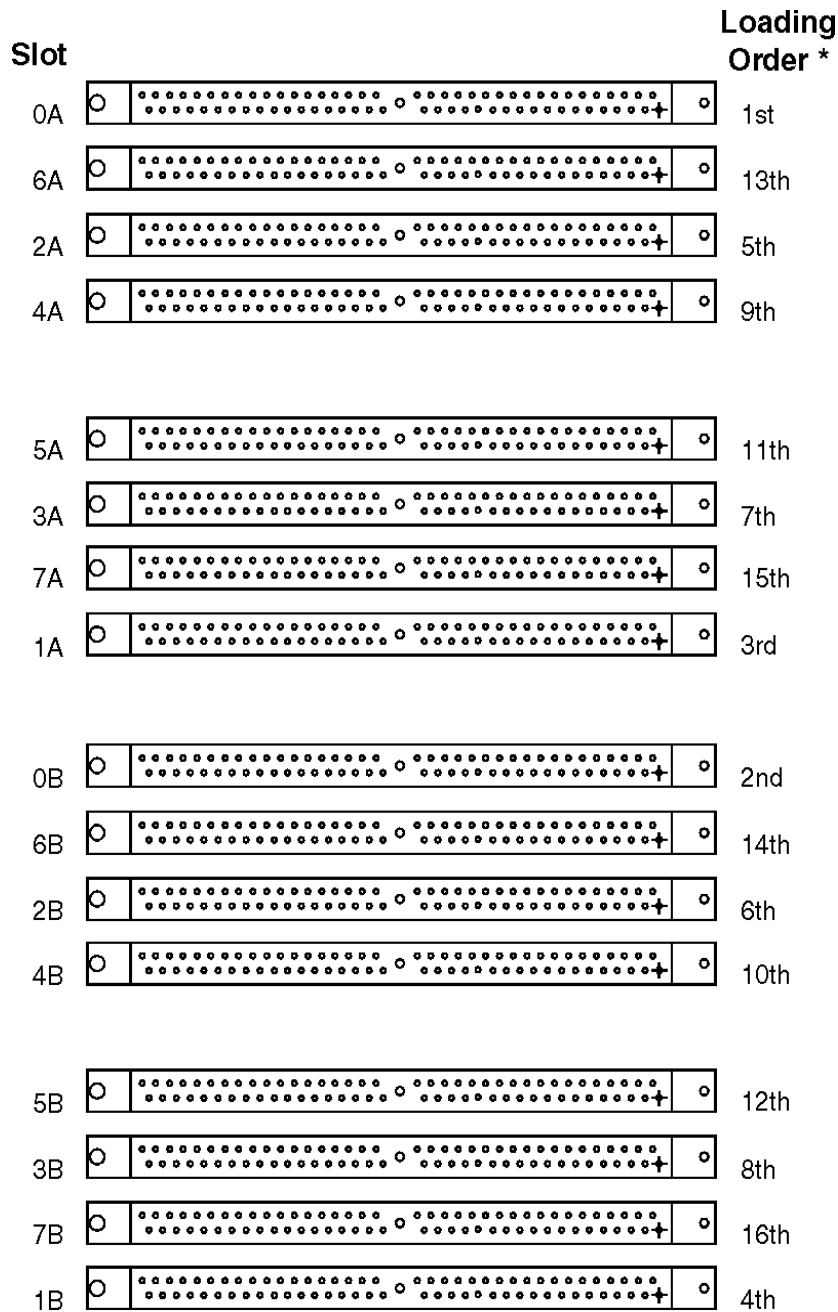 Slot Loading Order *
0A 1st
6A 13th
2A 5th
4A 9th
5A 11th
3A 7th
7A 15th
1A 3rd
0B 2nd
6B 14th
2B 6th
4B 10th
5B 12th
3B 8th
7B 16th
1B 4th